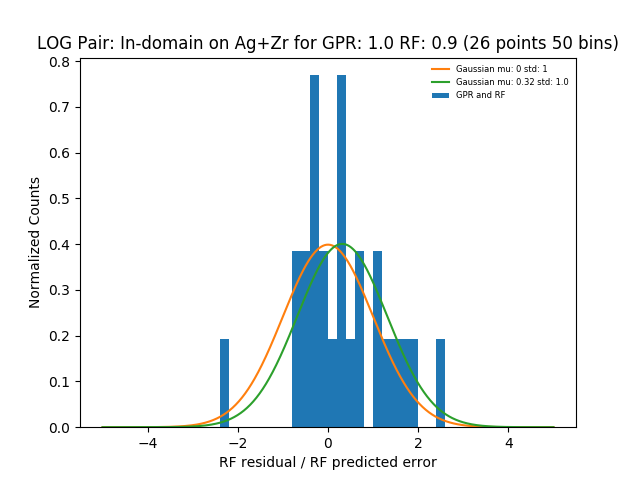 LOG Pair: In-domain on Ag+Zr for GPR: 1.0 RF: 0.9 (26 points 50 bins)
Gaussian mu: 0 std: 1
Gaussian mu: 0.32 std: 1.0
GPR and RF
Normalized Counts
0.8
0.7
0.6
0.5
0.4
0.3
0.2
0.1
0.0
−4
−2
0
2
4
RF residual / RF predicted error